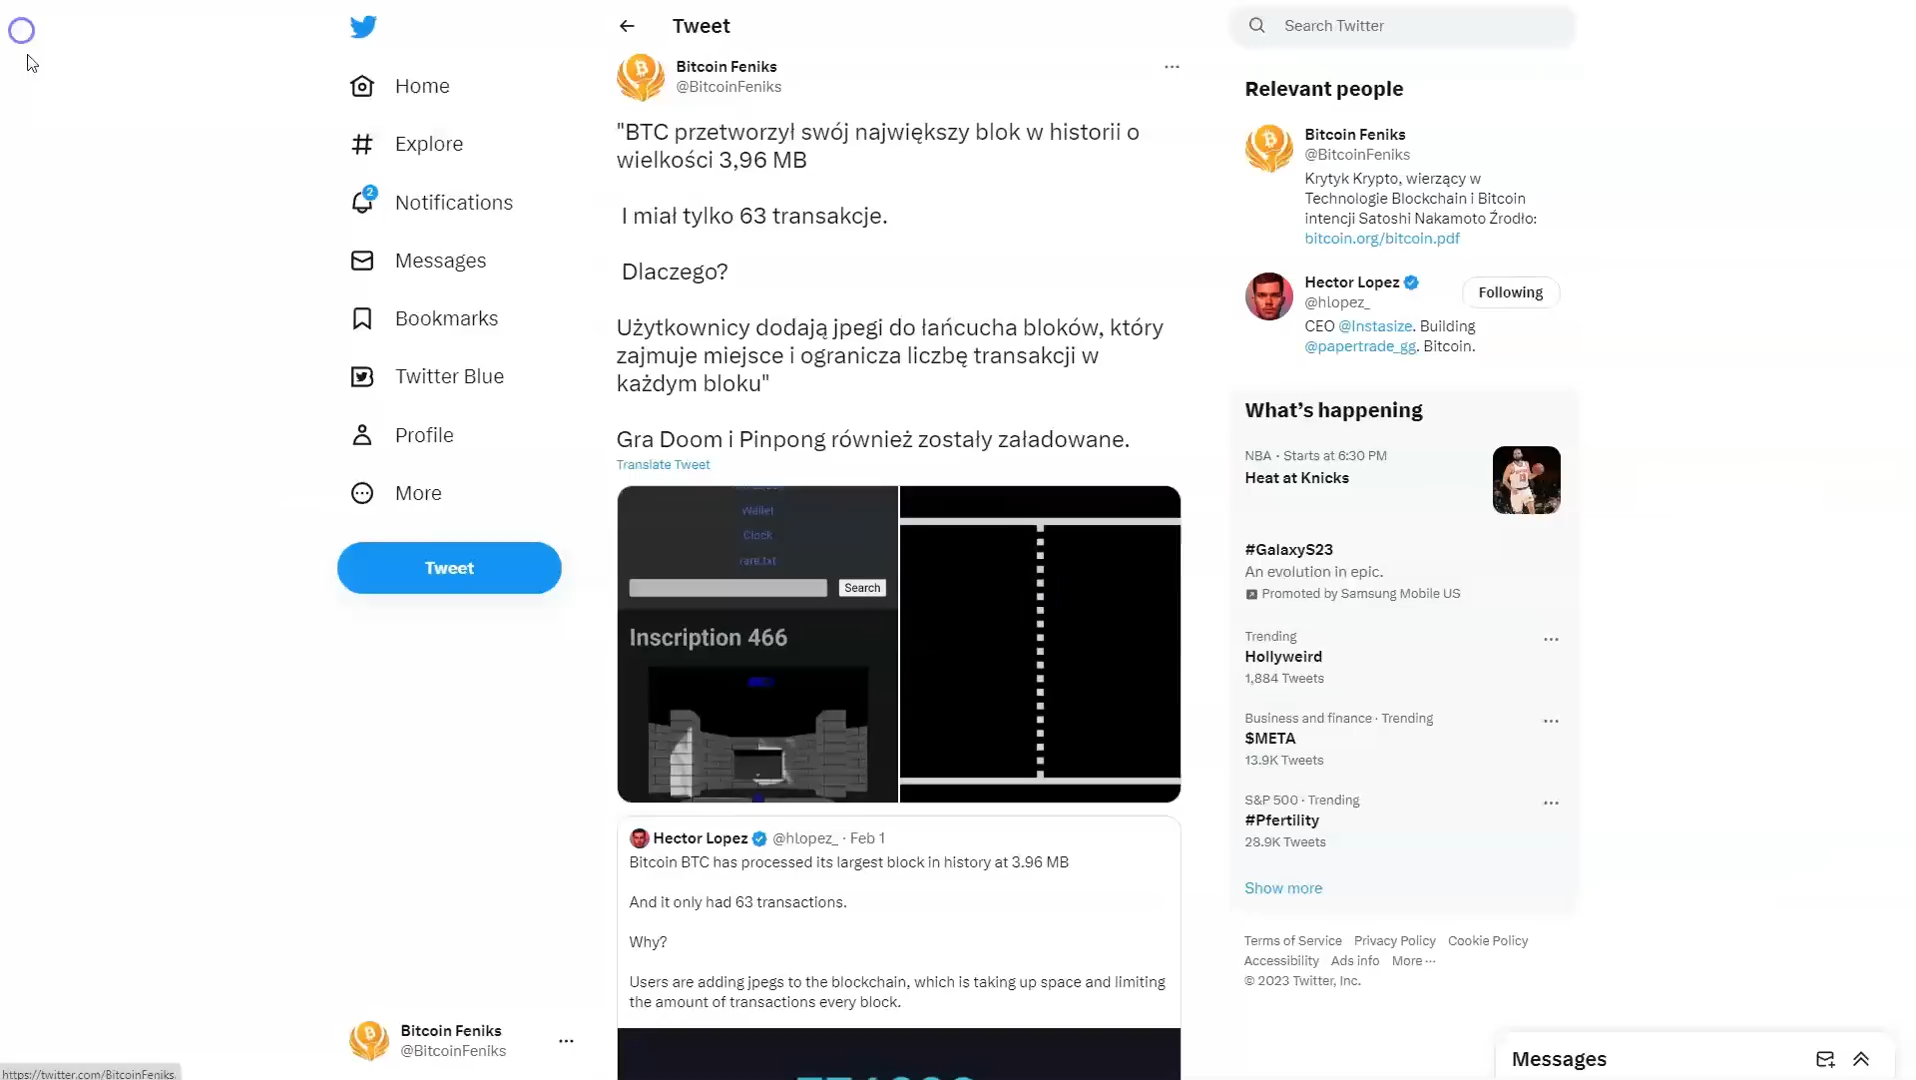 Home
Explore
2
Notifications
Messages
Bookmarks
Twitter Blue
Profile
More
Tweet
Bitcoin Feniks
@BitcoinFeniks
https://twitter.com/BitcoinFeniks
Tweet
Bitcoin Feniks
@BitcoinFeniks
"BTC przetworzył swój największy blok w historii o
wielkości 3,96 MB
I miał tylko 63 transakcje.
Dlaczego?
Użytkownicy dodają jpegi do łańcucha bloków, który
zajmuje miejsce i ogranicza liczbę transakcji w
każdym bloku"
Gra Doom i Pinpong również zostały załadowane.
Translate Tweet
Wallet
Clock
rare.txt
Search
Inscription 466
Hector Lopez @hlopez_ · Feb 1
Bitcoin BTC has processed its largest block in history at 3.96 MB
And it only had 63 transactions.
Why?
Users are adding jpegs to the blockchain, which is taking up space and limiting
the amount of transactions every block.
Search Twitter
Relevant people
Bitcoin Feniks
@BitcoinFeniks
Krytyk Krypto, wierzący w
Technologie Blockchain i Bitcoin
intencji Satoshi Nakamoto Źrodło:
bitcoin.org/bitcoin.pdf
Hector Lopez
@hlopez_
Following
CEO @Instasize. Building
@papertrade_gg. Bitcoin.
What's happening
NBA · Starts at 6:30 PM
Heat at Knicks
#GalaxyS23
An evolution in epic.
Promoted by Samsung Mobile US
Trending
Hollyweird
1,884 Tweets
Business and finance · Trending
$META
13.9K Tweets
S&P 500 · Trending
#Pfertility
28.9K Tweets
Show more
Terms of Service Privacy Policy Cookie Policy
Accessibility Ads info More ···
© 2023 Twitter, Inc.
Messages